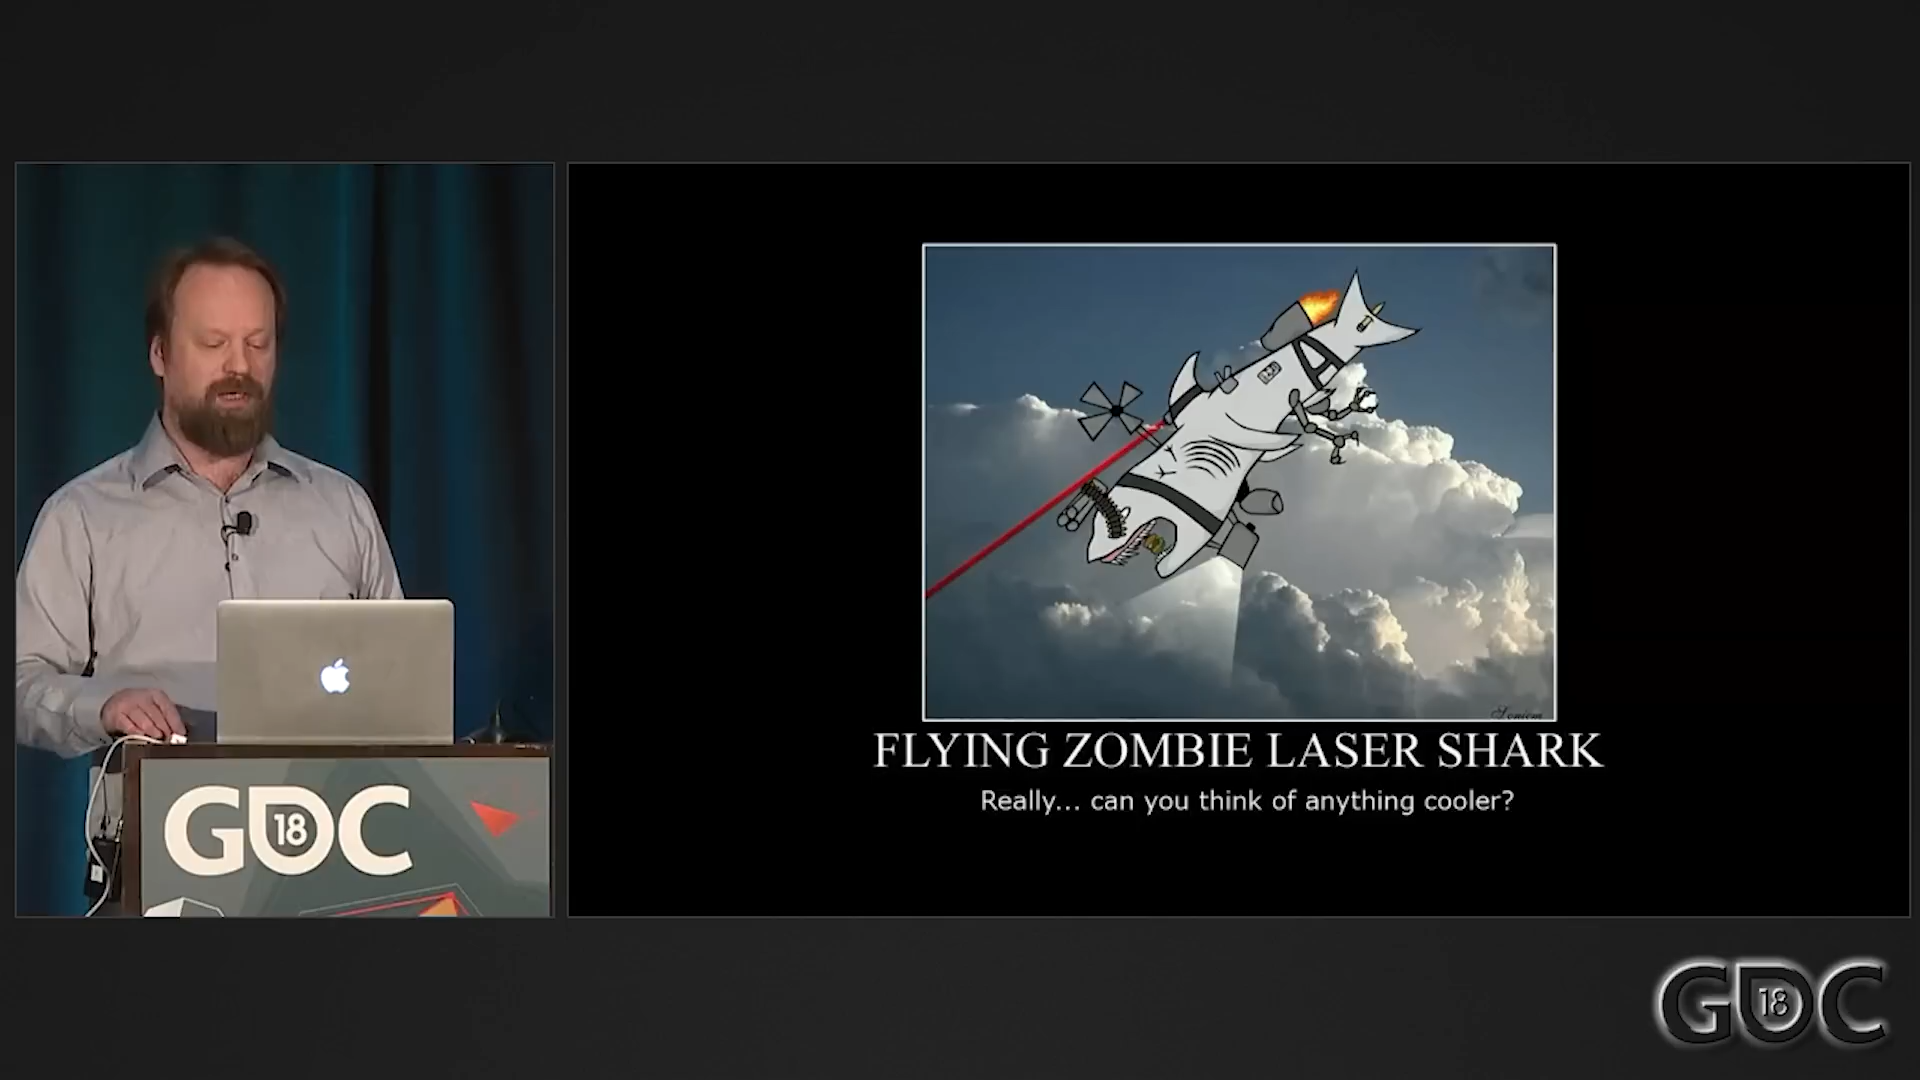 FLYING ZOMBIE LASER SHARK
Really... can you think of anything cooler?
GDC
18
GDC
18